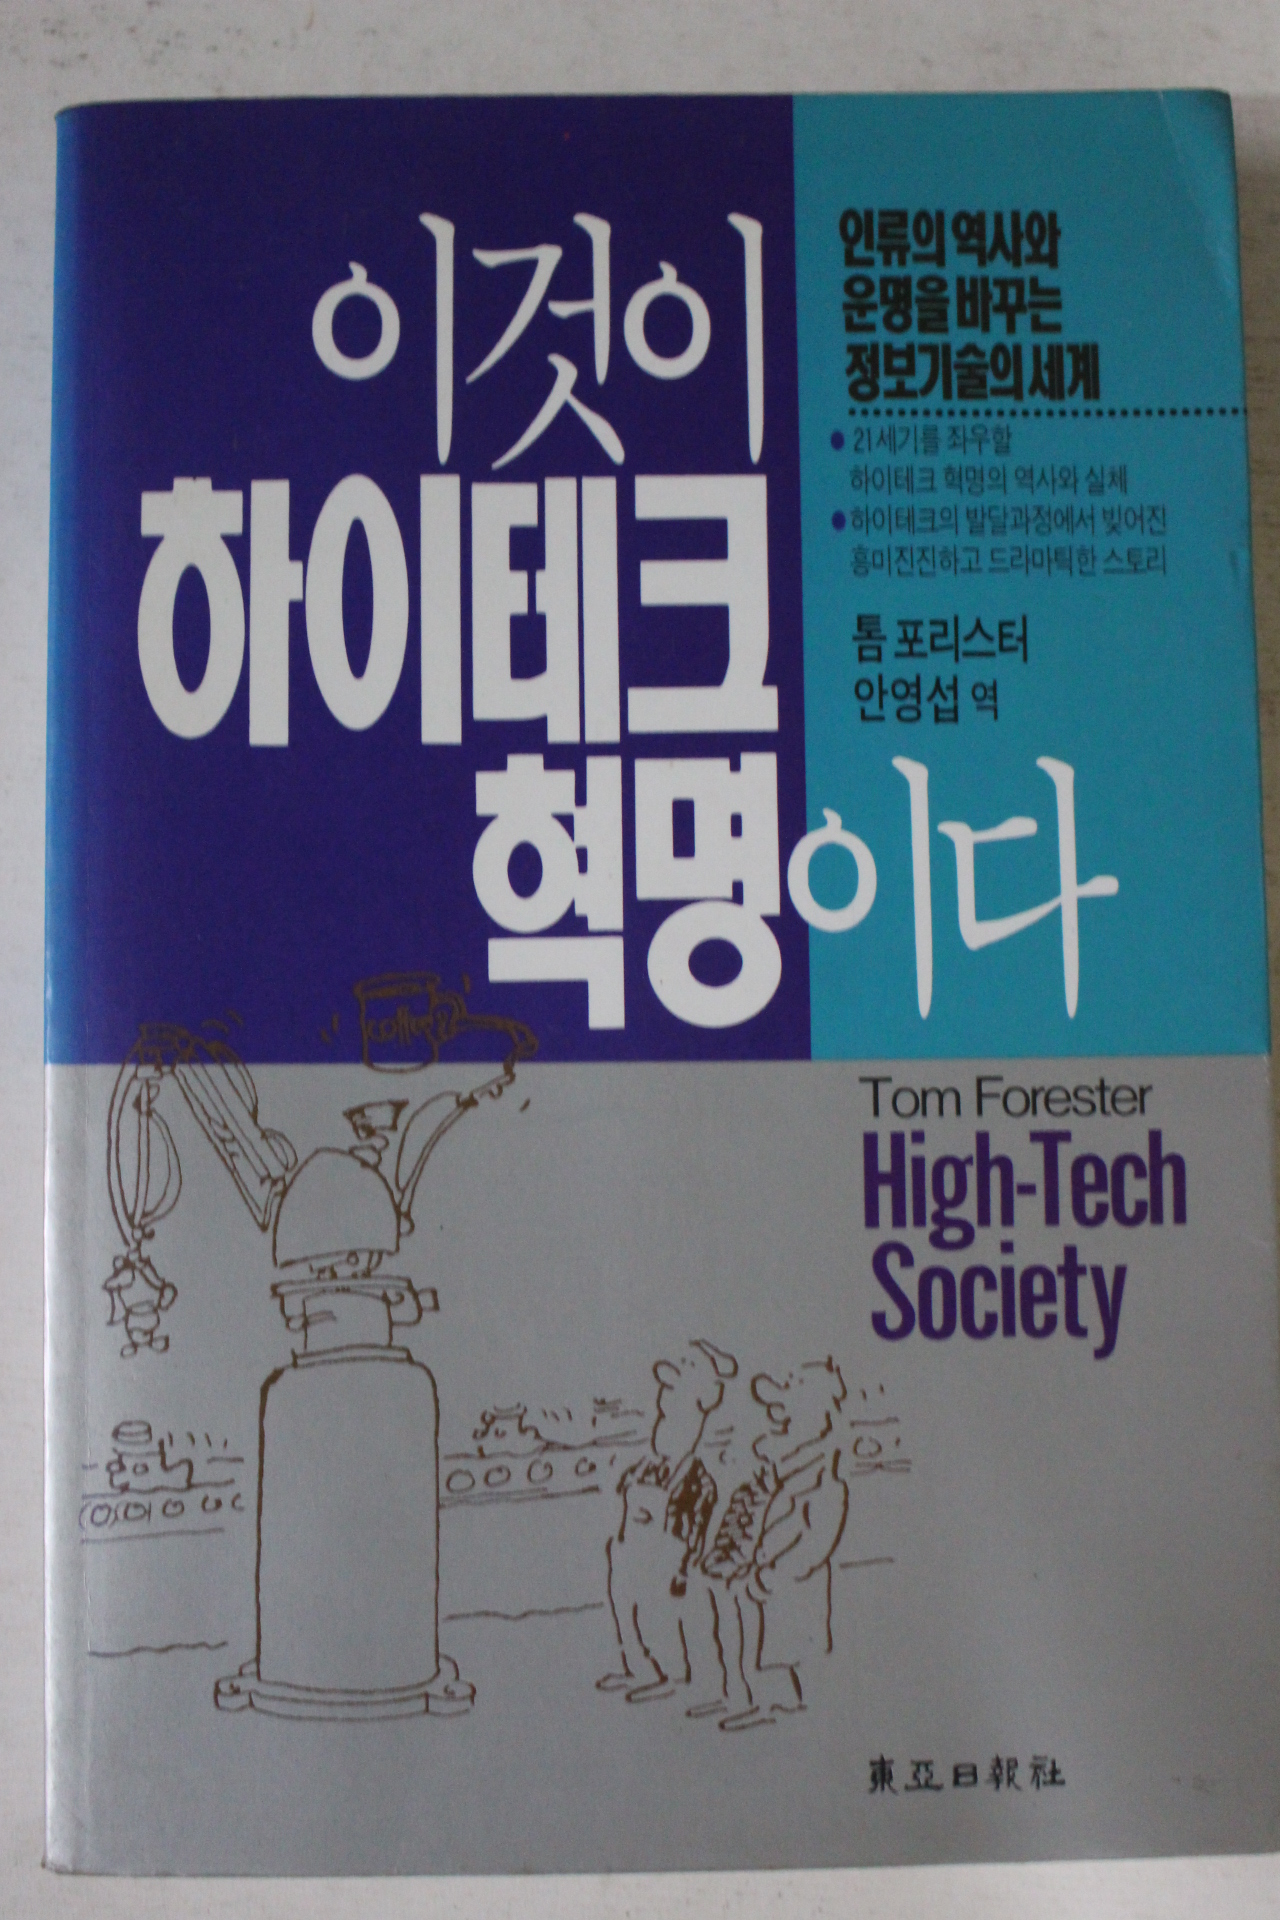 이것이
하이테크
혁명이다
인류의 역사와
운명을 바꾸는
정보기술의 세계
● 21세기를 좌우할
하이테크 혁명의 역사와 실체
● 하이테크의 발달과정에서 빚어진
흥미진진하고 드라마틱한 스토리
톰 포리스터
안영섭 역
coffee
Tom Forester
High-Tech
Society
東亞日報社